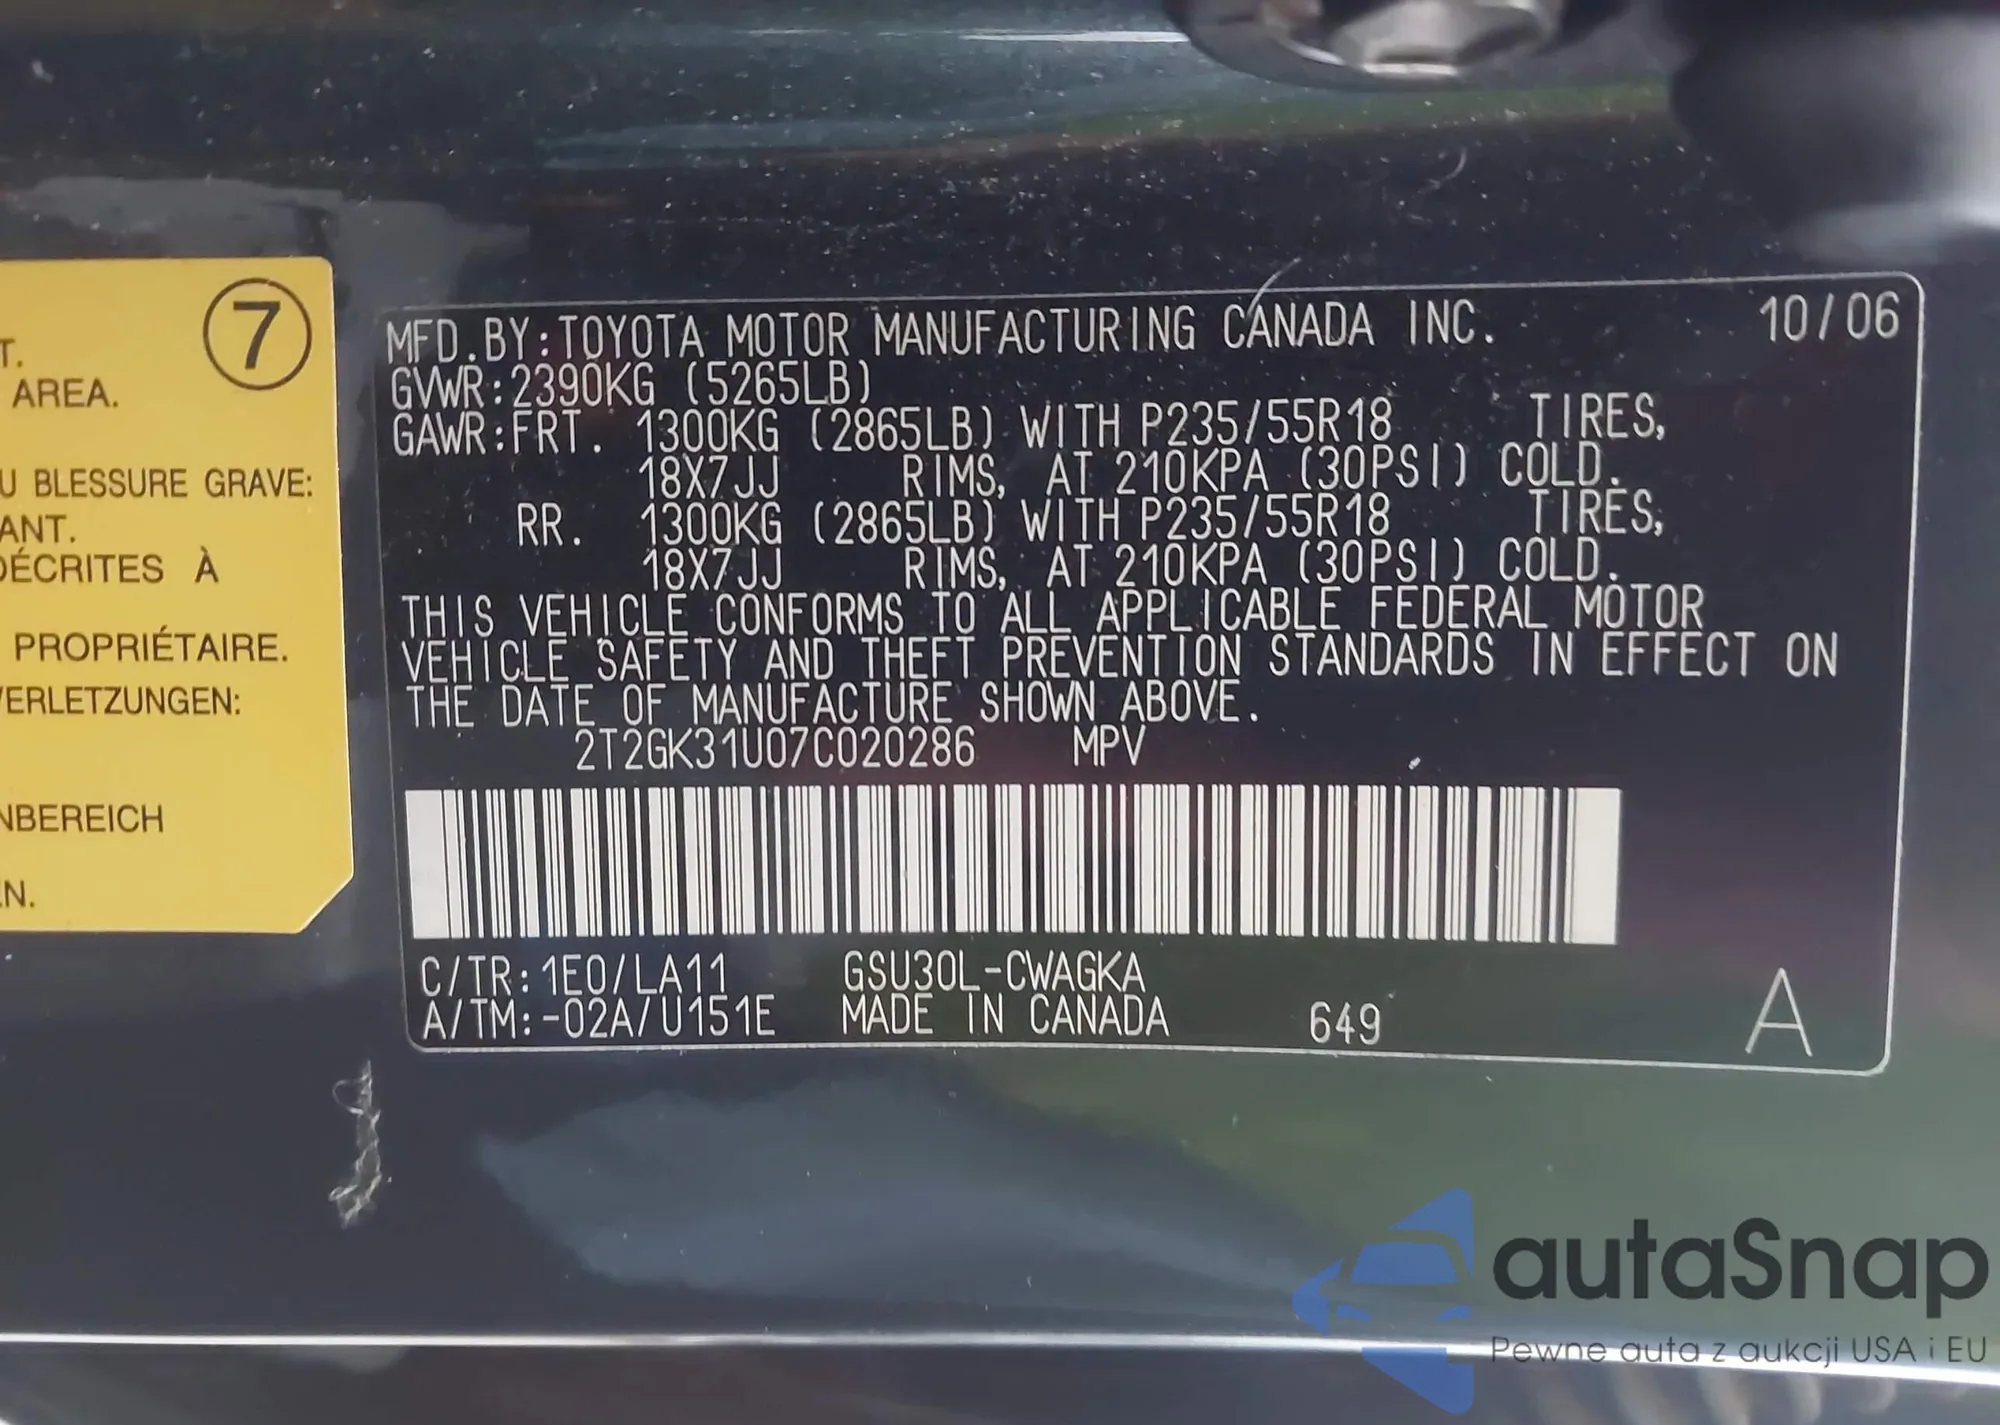 7
T.
AREA.
U BLESSURE GRAVE:
ANT.
DÉCRITES À
PROPRIÉTAIRE.
VERLETZUNGEN:
NBEREICH
EN.
MFD.BY:TOYOTA MOTOR MANUFACTURING CANADA INC. 10/06
GVWR:2390KG (5265LB)
GAWR:FRT. 1300KG (2865LB) WITH P235/55R18 TIRES,
18X7JJ RIMS, AT 210KPA (30PSI) COLD.
RR. 1300KG (2865LB) WITH P235/55R18 TIRES,
18X7JJ RIMS, AT 210KPA (30PSI) COLD.
THIS VEHICLE CONFORMS TO ALL APPLICABLE FEDERAL MOTOR
VEHICLE SAFETY AND THEFT PREVENTION STANDARDS IN EFFECT ON
THE DATE OF MANUFACTURE SHOWN ABOVE.
2T2GK31U07C020286 MPV
C/TR:1E0/LA11 GSU30L-CWAGKA
A/TM:-02A/U151E MADE IN CANADA 649 A
autaSnap
Pewne auta z aukcji USA i EU